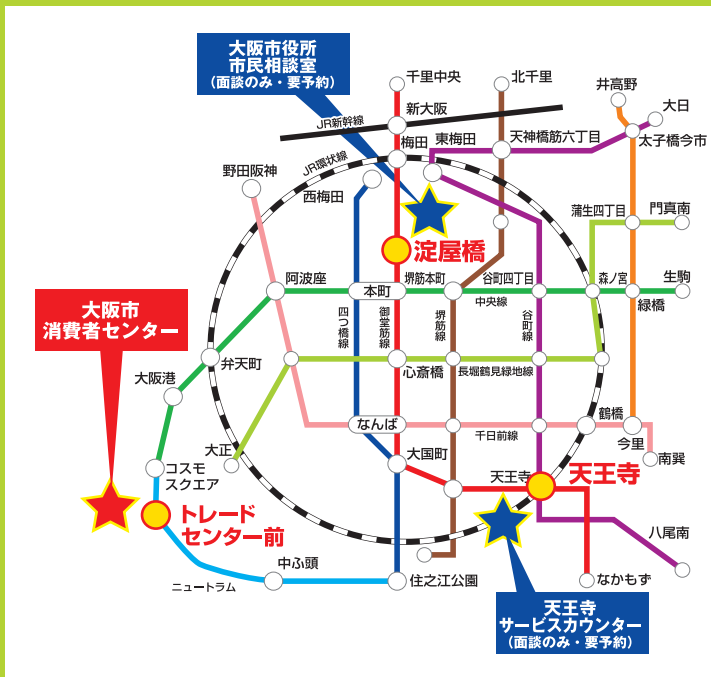 大阪市役所
市民相談室
(面談のみ・要予約)
千里中央
北千里
井高野
大日
新大阪
JR新幹線
梅田
東梅田
天神橋筋六丁目
太子橋今市
JR環状線
野田阪神
西梅田
蒲生四丁目
門真南
淀屋橋
阿波座
本町
堺筋本町
谷町四丁目
森ノ宮
生駒
中央線
緑橋
大阪市
消費者センター
四つ橋線
御堂筋線
堺筋線
谷町線
弁天町
心斎橋
長堀鶴見緑地線
大阪港
なんば
鶴橋
千日前線
今里
大正
大国町
南巽
コスモ
スクエア
天王寺
天王寺
トレード
センター前
八尾南
中ふ頭
ニュートラム
住之江公園
なかもず
天王寺
サービスカウンター
(面談のみ・要予約)